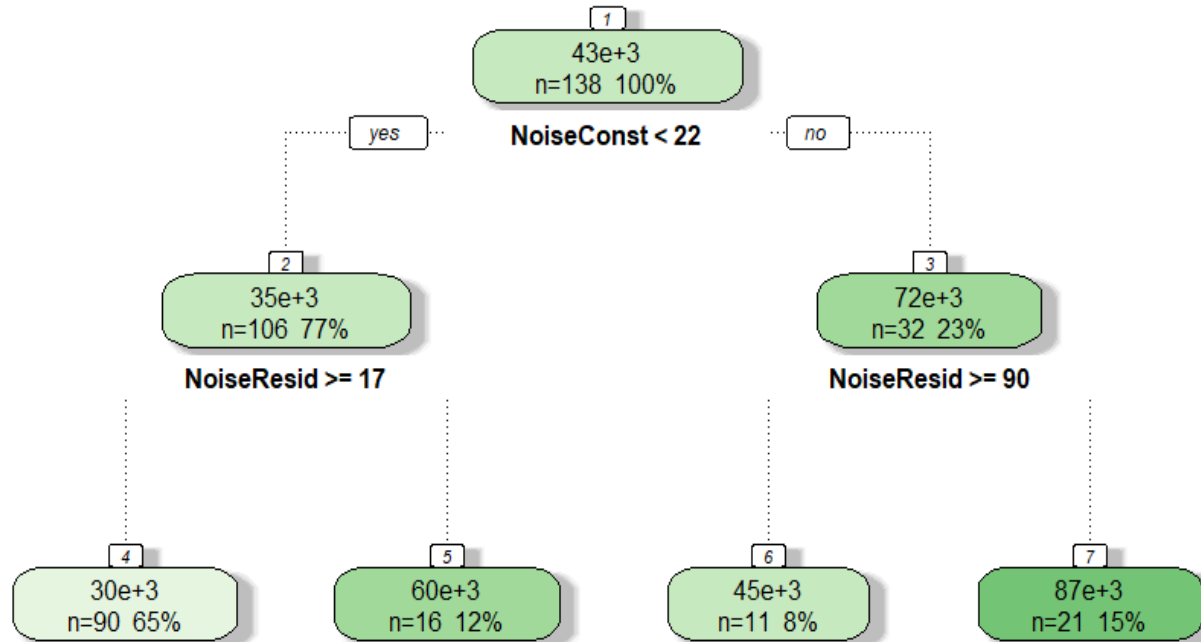 1
43e+3
n=138 100%
yes
NoiseConst < 22
no
2
35e+3
n=106 77%
3
72e+3
n=32 23%
NoiseResid >= 17
NoiseResid >= 90
4
30e+3
n=90 65%
5
60e+3
n=16 12%
6
45e+3
n=11 8%
7
87e+3
n=21 15%